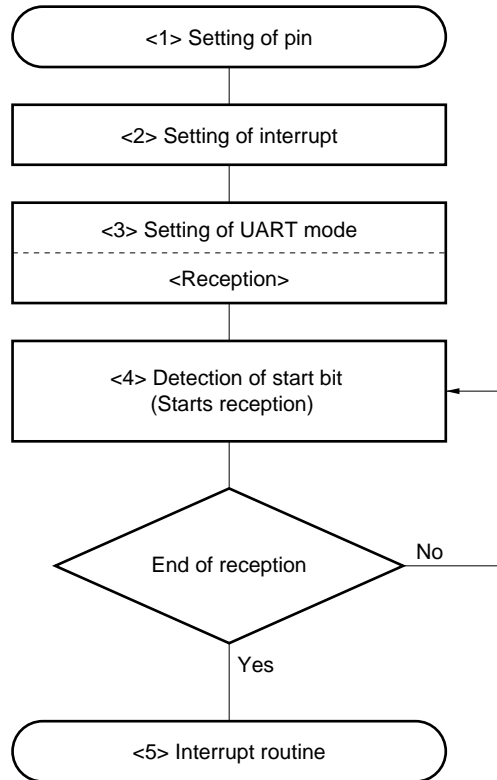 <1> Setting of pin
<2> Setting of interrupt
<3> Setting of UART mode
<Reception>
<4> Detection of start bit
(Starts reception)
End of reception
No
Yes
<5> Interrupt routine